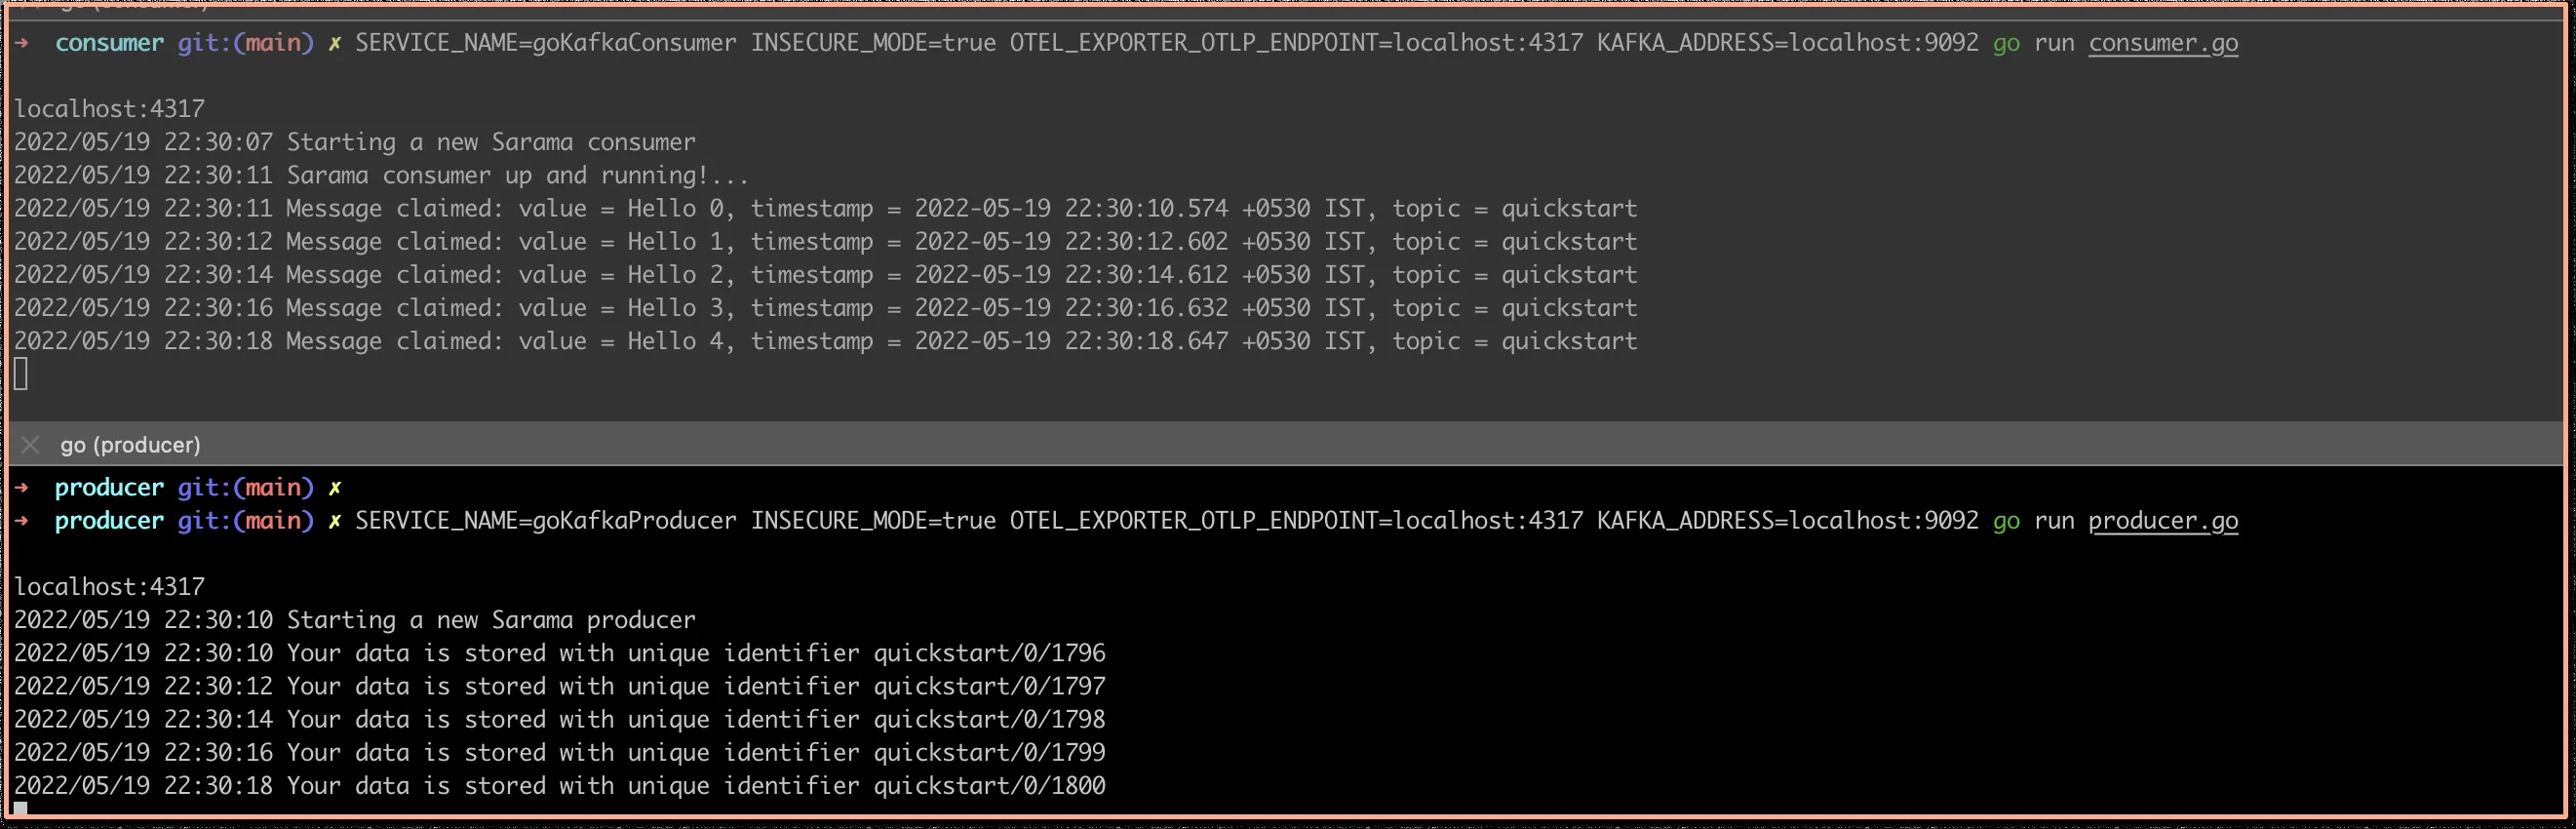 go (consumer)
➜ consumer git:(main) ✗ SERVICE_NAME=goKafkaConsumer INSECURE_MODE=true OTEL_EXPORTER_OTLP_ENDPOINT=localhost:4317 KAFKA_ADDRESS=localhost:9092 go run consumer.go
localhost:4317
2022/05/19 22:30:07 Starting a new Sarama consumer
2022/05/19 22:30:11 Sarama consumer up and running!...
2022/05/19 22:30:11 Message claimed: value = Hello 0, timestamp = 2022-05-19 22:30:10.574 +0530 IST, topic = quickstart
2022/05/19 22:30:12 Message claimed: value = Hello 1, timestamp = 2022-05-19 22:30:12.602 +0530 IST, topic = quickstart
2022/05/19 22:30:14 Message claimed: value = Hello 2, timestamp = 2022-05-19 22:30:14.612 +0530 IST, topic = quickstart
2022/05/19 22:30:16 Message claimed: value = Hello 3, timestamp = 2022-05-19 22:30:16.632 +0530 IST, topic = quickstart
2022/05/19 22:30:18 Message claimed: value = Hello 4, timestamp = 2022-05-19 22:30:18.647 +0530 IST, topic = quickstart
go (producer)
➜ producer git:(main) ✗
➜ producer git:(main) ✗ SERVICE_NAME=goKafkaProducer INSECURE_MODE=true OTEL_EXPORTER_OTLP_ENDPOINT=localhost:4317 KAFKA_ADDRESS=localhost:9092 go run producer.go
localhost:4317
2022/05/19 22:30:10 Starting a new Sarama producer
2022/05/19 22:30:10 Your data is stored with unique identifier quickstart/0/1796
2022/05/19 22:30:12 Your data is stored with unique identifier quickstart/0/1797
2022/05/19 22:30:14 Your data is stored with unique identifier quickstart/0/1798
2022/05/19 22:30:16 Your data is stored with unique identifier quickstart/0/1799
2022/05/19 22:30:18 Your data is stored with unique identifier quickstart/0/1800